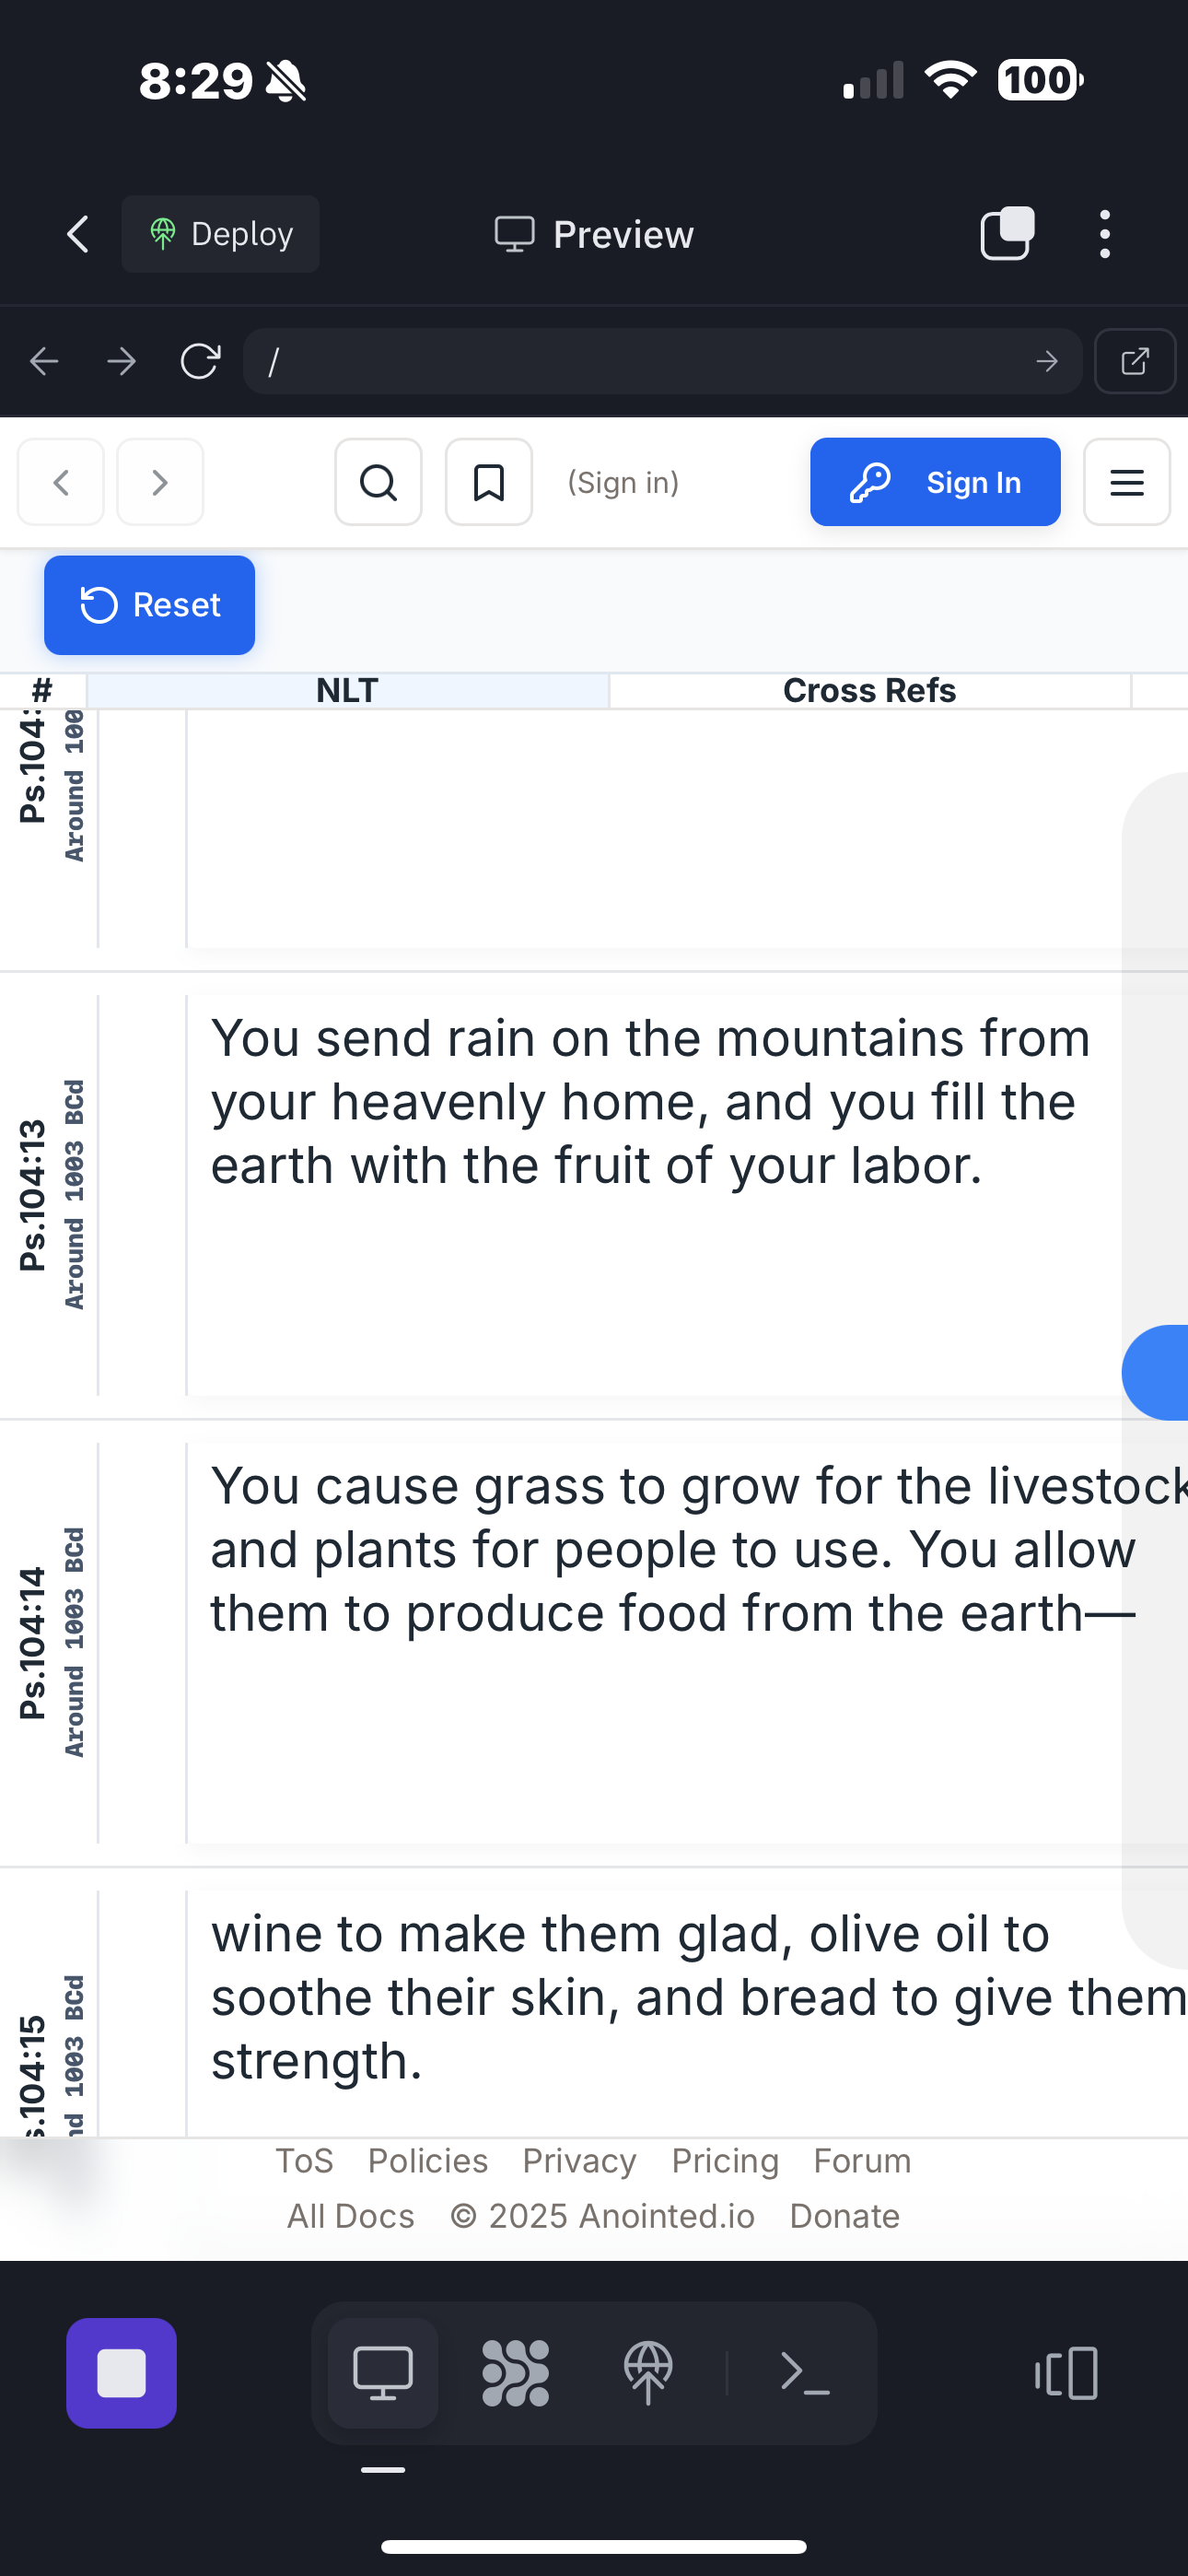 8:29
100
Deploy
Preview
/
(Sign in)
Sign In
Reset
# NLT Cross Refs
Ps.104:
Around 100
Ps.104:13
Around 1003 BCd
You send rain on the mountains from
your heavenly home, and you fill the
earth with the fruit of your labor.
Ps.104:14
Around 1003 BCd
You cause grass to grow for the livestock
and plants for people to use. You allow
them to produce food from the earth—
s.104:15
nd 1003 BCd
wine to make them glad, olive oil to
soothe their skin, and bread to give them
strength.
ToS Policies Privacy Pricing Forum
All Docs © 2025 Anointed.io Donate